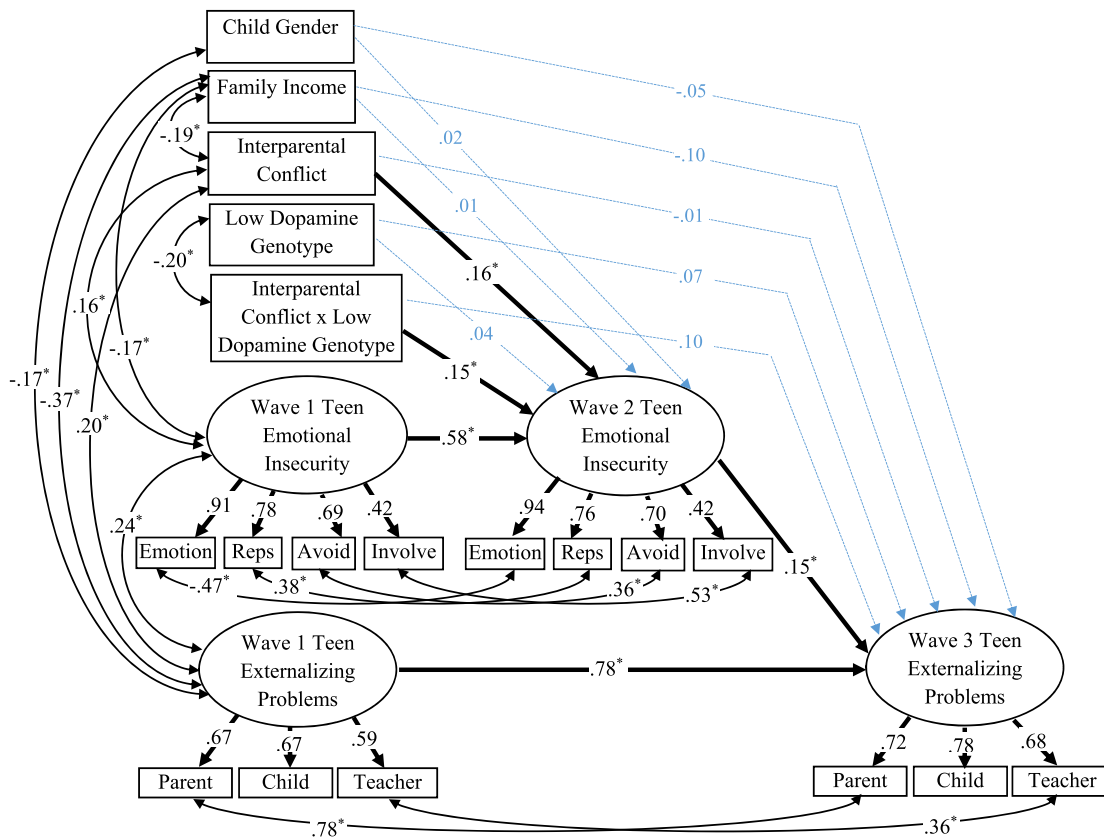 Child Gender
Family Income
Interparental
Conflict
Low Dopamine
Genotype
Interparental
Conflict x Low
Dopamine Genotype
-.05
-.10
-.01
.07
.10
.02
.01
.04
-.19*
-.20*
.16*
.15*
.16*
-.17*
-.17*
-.37*
.20*
.24*
Wave 1 Teen
Emotional
Insecurity
.58*
Wave 2 Teen
Emotional
Insecurity
.91
.78
.69
.42
.94
.76
.70
.42
Emotion
Reps
Avoid
Involve
Emotion
Reps
Avoid
Involve
-.47*
.38*
.36*
.53*
.15*
Wave 1 Teen
Externalizing
Problems
.78*
Wave 3 Teen
Externalizing
Problems
.67
.67
.59
.72
.78
.68
Parent
Child
Teacher
Parent
Child
Teacher
.78*
.36*